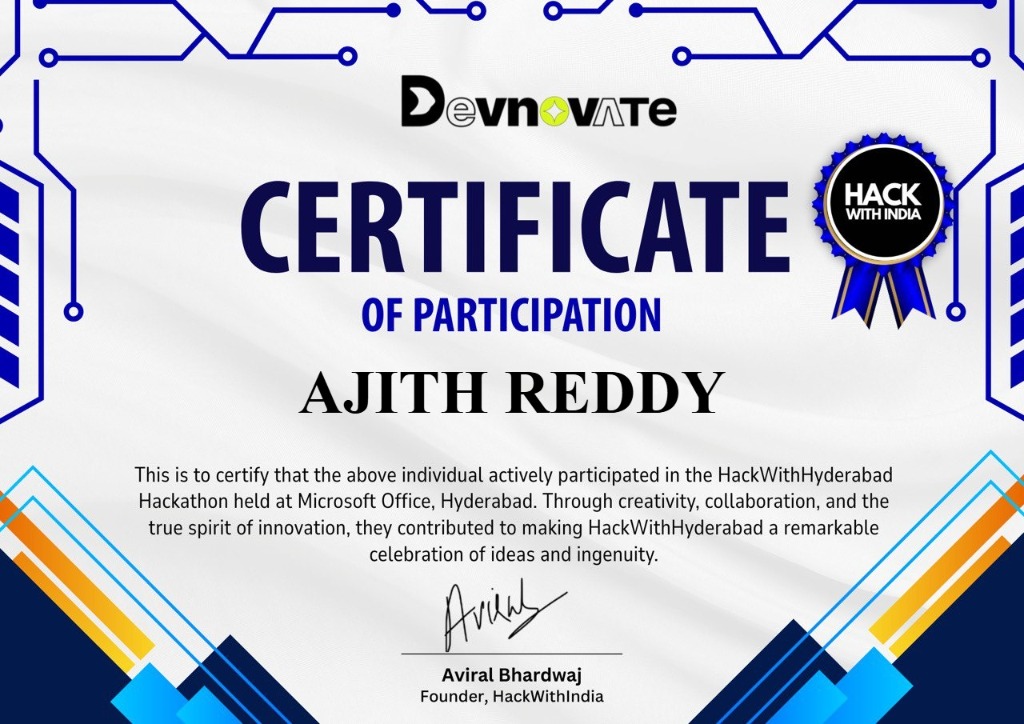 Devnovate
CERTIFICATE
HACK
WITH INDIA
OF PARTICIPATION
AJITH REDDY
This is to certify that the above individual actively participated in the HackWithHyderabad
Hackathon held at Microsoft Office, Hyderabad. Through creativity, collaboration, and the
true spirit of innovation, they contributed to making HackWithHyderabad a remarkable
celebration of ideas and ingenuity.
Aviral
Aviral Bhardwaj
Founder, HackWithIndia